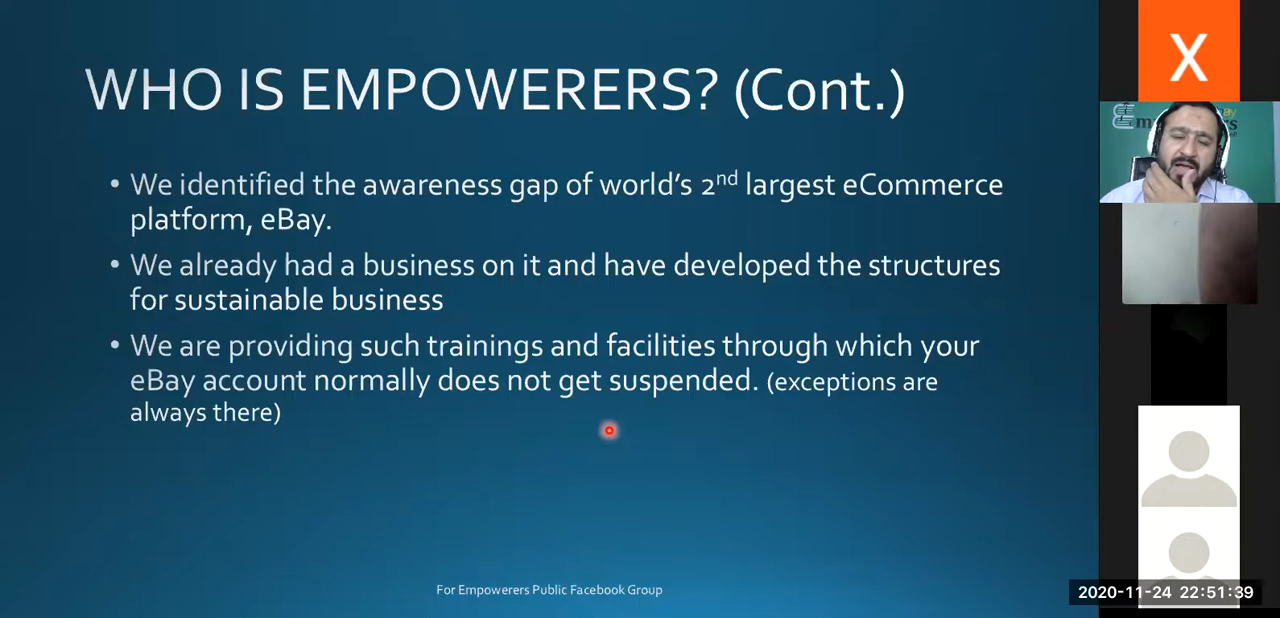 WHO IS EMPOWERERS? (Cont.)
• We identified the awareness gap of world's 2nd largest eCommerce
platform, eBay.
• We already had a business on it and have developed the structures
for sustainable business
• We are providing such trainings and facilities through which your
eBay account normally does not get suspended. (exceptions are
always there)
For Empowerers Public Facebook Group
X
2020-11-24 22:51:39